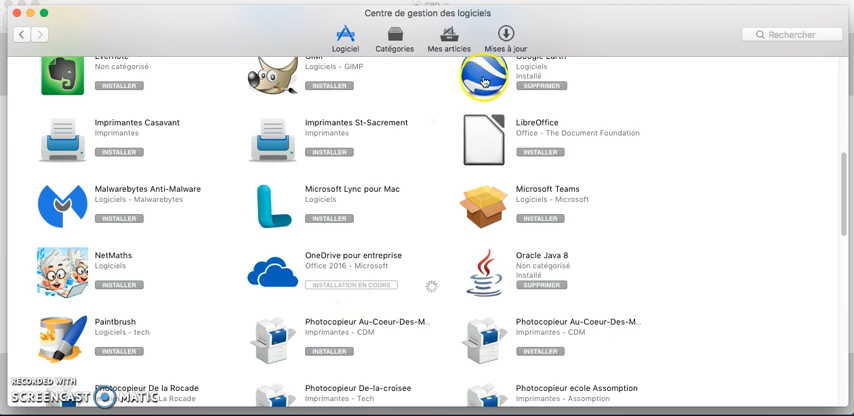 Centre de gestion des logiciels
Logiciel
Catégories
Mes articles
Mises à jour
Rechercher
Evernote
Non catégorisé
INSTALLER
GIMP
Logiciels - GIMP
INSTALLER
Google Earth
Logiciels
Installé
SUPPRIMER
Imprimantes Casavant
Imprimantes
INSTALLER
Imprimantes St-Sacrement
Imprimantes
INSTALLER
LibreOffice
Office - The Document Foundation
INSTALLER
Malwarebytes Anti-Malware
Logiciels - Malwarebytes
INSTALLER
Microsoft Lync pour Mac
Logiciels
INSTALLER
Microsoft Teams
Logiciels - Microsoft
INSTALLER
NetMaths
Logiciels
INSTALLER
OneDrive pour entreprise
Office 2016 - Microsoft
INSTALLATION EN COURS
Oracle Java 8
Non catégorisé
Installé
SUPPRIMER
Paintbrush
Logiciels - tech
INSTALLER
Photocopieur Au-Coeur-Des-M...
Imprimantes - CDM
INSTALLER
Photocopieur Au-Coeur-Des-M...
Imprimantes - CDM
INSTALLER
Photocopieur De la Rocade
Photocopieur De-la-croisee
Imprimantes - Tech
Photocopieur ecole Assomption
Imprimantes - CDM
RECORDED WITH
SCREENCAST MATIC